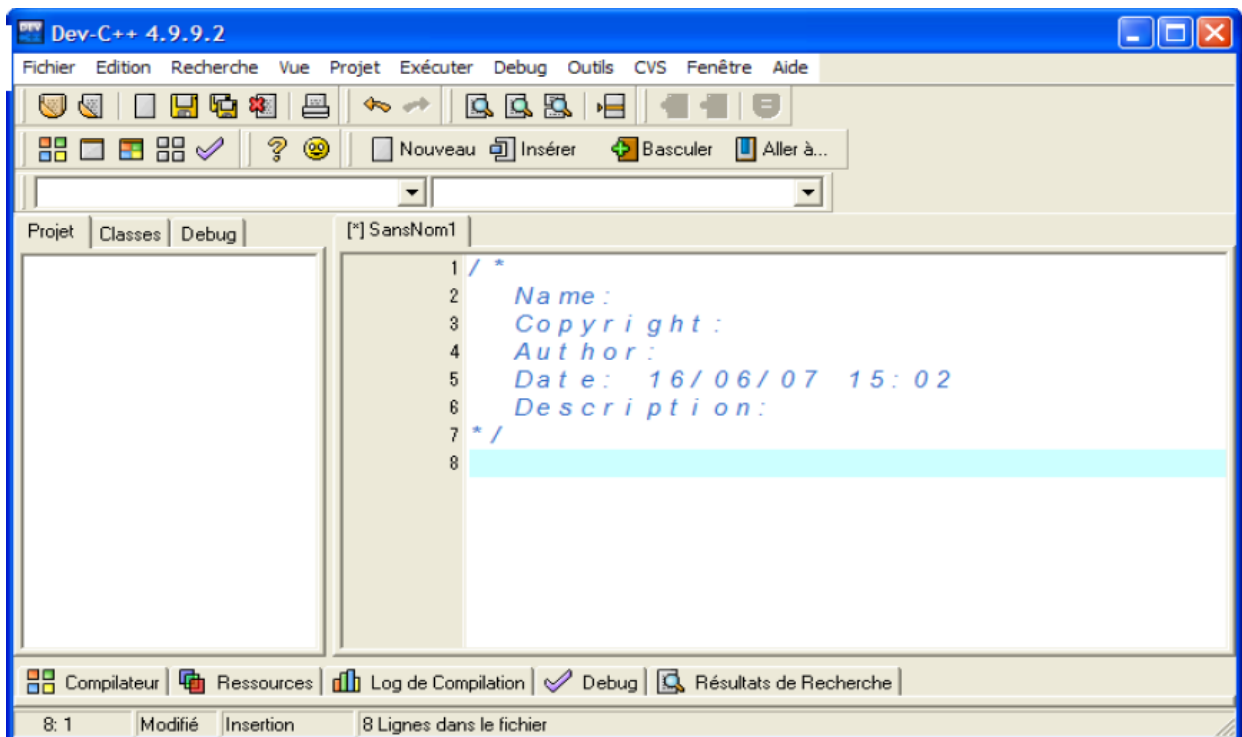 Dev-C++ 4.9.9.2
Fichier Edition Recherche Vue Projet Exécuter Debug Outils CVS Fenêtre Aide
Nouveau Insérer Basculer Aller à...
Projet Classes Debug [*] SansNom1
1 /*
2 Name:
3 Copyright:
4 Author:
5 Date: 16/06/07 15:02
6 Description:
7 */
8
Compilateur Ressources Log de Compilation Debug Résultats de Recherche
8: 1 Modifié Insertion 8 Lignes dans le fichier